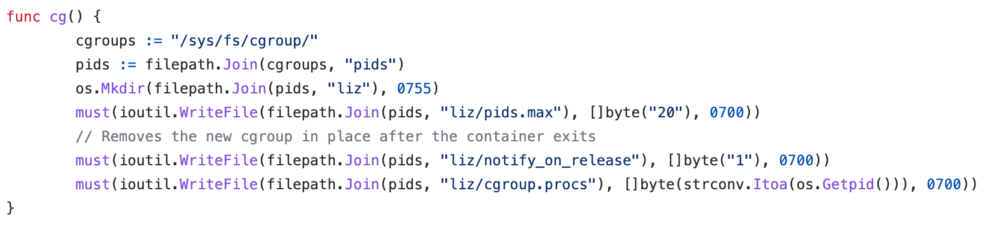 func cg() {
	cgroups := "/sys/fs/cgroup/"
	pids := filepath.Join(cgroups, "pids")
	os.Mkdir(filepath.Join(pids, "liz"), 0755)
	must(ioutil.WriteFile(filepath.Join(pids, "liz/pids.max"), []byte("20"), 0700))
	// Removes the new cgroup in place after the container exits
	must(ioutil.WriteFile(filepath.Join(pids, "liz/notify_on_release"), []byte("1"), 0700))
	must(ioutil.WriteFile(filepath.Join(pids, "liz/cgroup.procs"), []byte(strconv.Itoa(os.Getpid())), 0700))
}